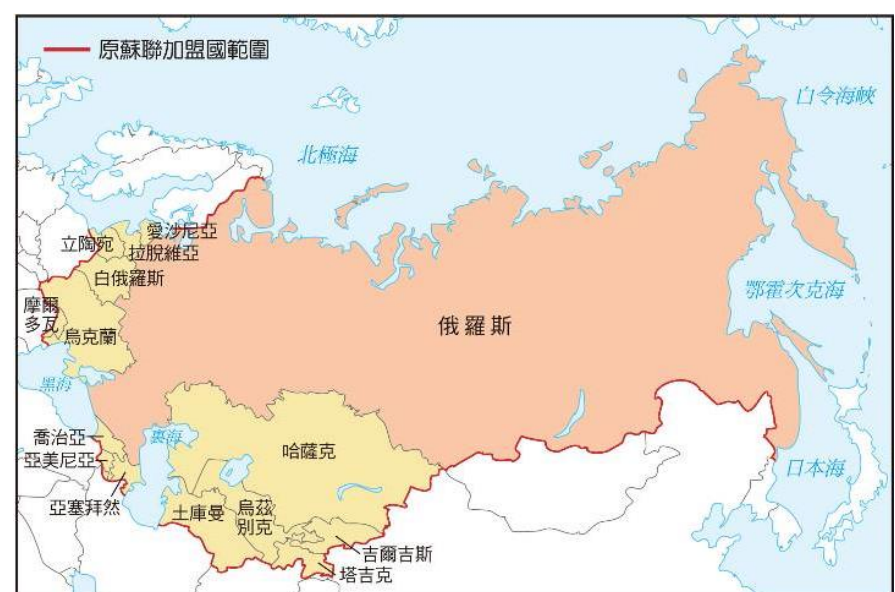 原蘇聯加盟國範圍
白令海峽
北極海
愛沙尼亞
立陶宛
拉脫維亞
白俄羅斯
鄂霍次克海
摩爾
多瓦
烏克蘭
俄羅斯
黑海
喬治亞
裏海
亞美尼亞
哈薩克
日本海
亞塞拜然
土庫曼
烏茲
別克
吉爾吉斯
塔吉克